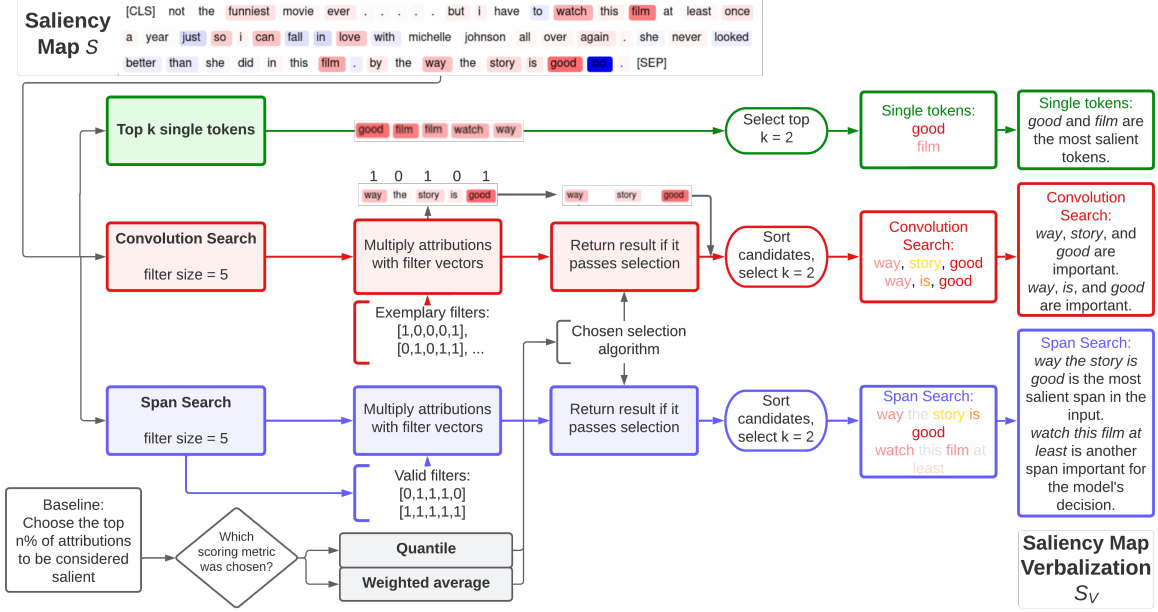 Saliency
Map S
[CLS] not the funniest movie ever . . . . . but i have to watch this film at least once
a year just so i can fall in love with michelle johnson all over again . she never looked
better than she did in this film . by the way the story is good too . [SEP]
Top k single tokens
good film film watch way
Select top
k = 2
Single tokens:
good
film
Single tokens:
good and film are
the most salient
tokens.
1 0 1 0 1
way the story is good
way story good
Convolution Search
filter size = 5
Multiply attributions
with filter vectors
Return result if it
passes selection
Sort
candidates,
select k = 2
Convolution
Search:
way, story, good
way, is, good
Convolution
Search:
way, story, and
good are
important.
way, is, and good
are important.
Exemplary filters:
[1,0,0,0,1],
[0,1,0,1,1], ...
Chosen selection
algorithm
Span Search
filter size = 5
Multiply attributions
with filter vectors
Return result if it
passes selection
Sort
candidates,
select k = 2
Span Search:
way the story is
good
watch this film at
least
Span Search:
way the story is
good is the most
salient span in the
input.
watch this film at
least is another
span important for
the model's
decision.
Valid filters:
[0,1,1,1,0]
[1,1,1,1,1]
Baseline:
Choose the top
n% of attributions
to be considered
salient
Which
scoring metric
was chosen?
Quantile
Weighted average
Saliency Map
Verbalization
SV